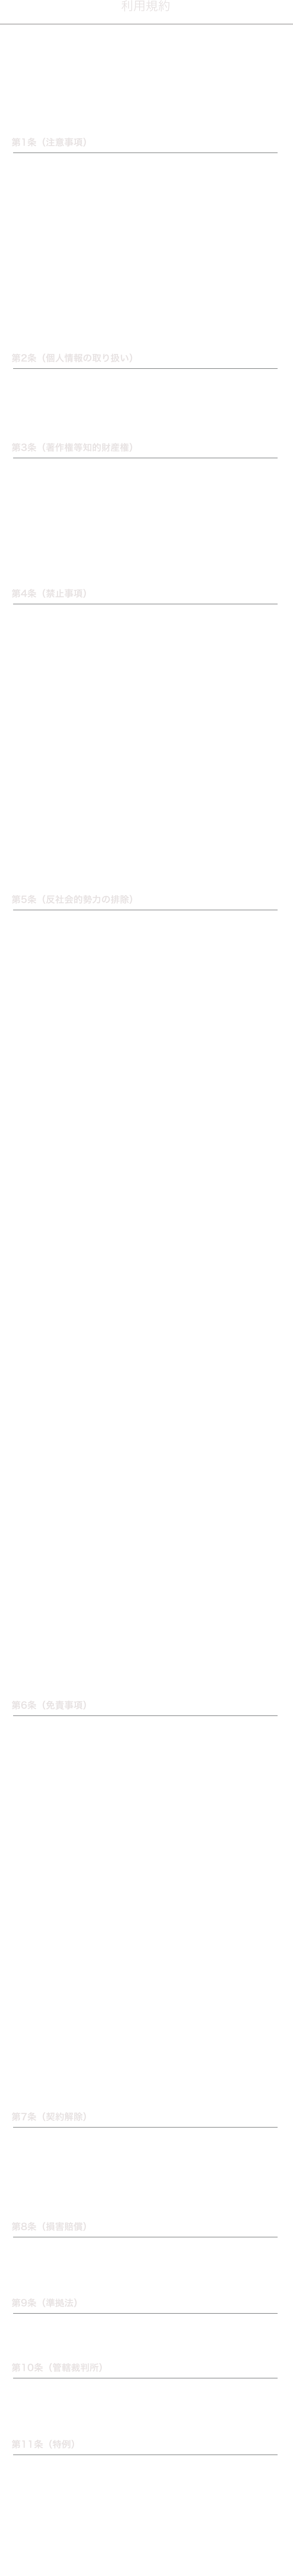 利用規約
第1条（注意事項）
第2条（個人情報の取り扱い）
第3条（著作権等知的財産権）
第4条（禁止事項）
第5条（反社会的勢力の排除）
第6条（免責事項）
第7条（契約解除）
第8条（損害賠償）
第9条（準拠法）
第10条（管轄裁判所）
第11条（特例）